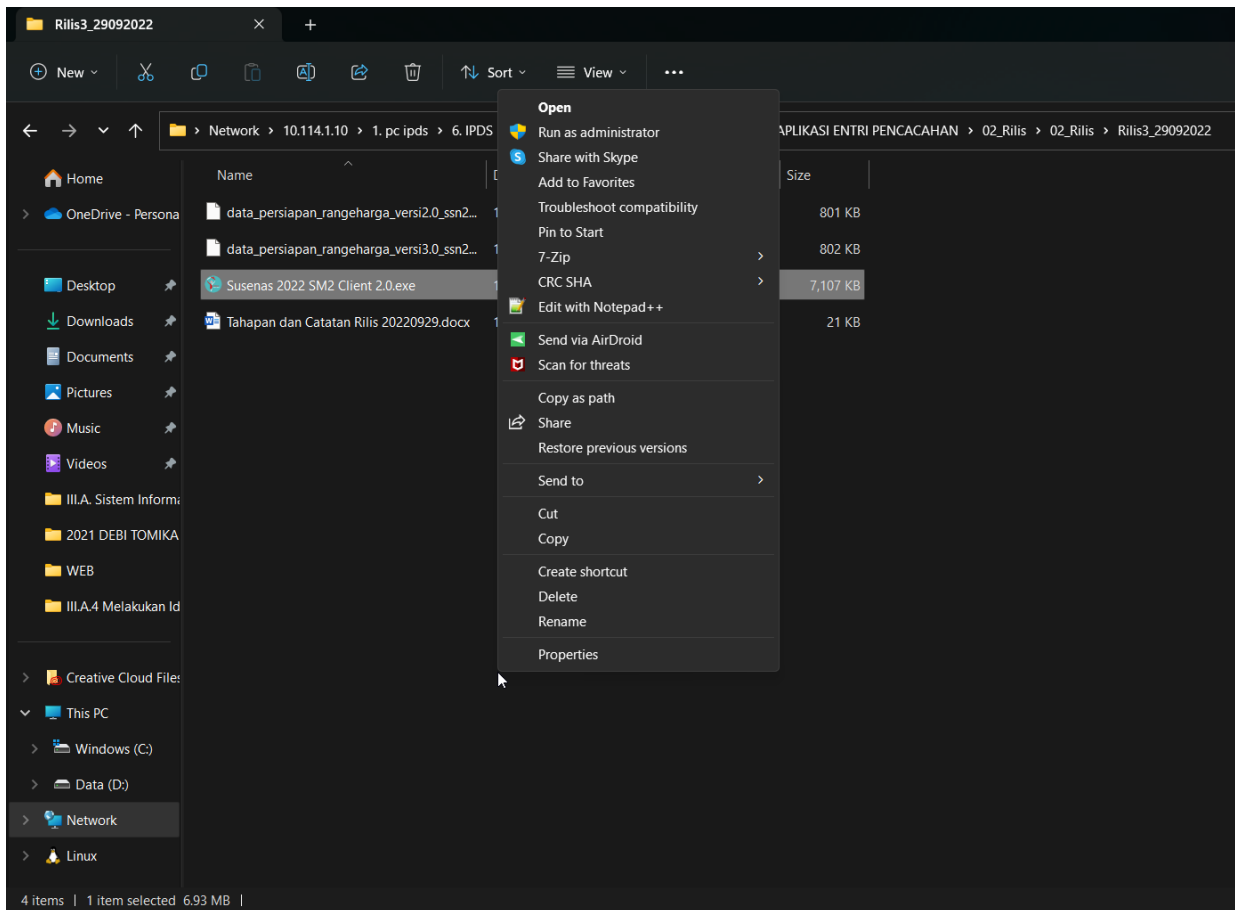 Rilis3_29092022
New
Sort
View
Network > 10.114.1.10 > 1. pc ipds > 6. IPDS
APLIKASI ENTRI PENCACAHAN > 02_Rilis > 02_Rilis > Rilis3_29092022
Name
Size
data_persiapan_rangeharga_versi2.0_ssn2...
801 KB
data_persiapan_rangeharga_versi3.0_ssn2...
802 KB
Susenas 2022 SM2 Client 2.0.exe
7,107 KB
Tahapan dan Catatan Rilis 20220929.docx
21 KB
Home
OneDrive - Persona
Desktop
Downloads
Documents
Pictures
Music
Videos
III.A. Sistem Informa
2021 DEBI TOMIKA
WEB
III.A.4 Melakukan Id
Creative Cloud Files
This PC
Windows (C:)
Data (D:)
Network
Linux
Open
Run as administrator
Share with Skype
Add to Favorites
Troubleshoot compatibility
Pin to Start
7-Zip
CRC SHA
Edit with Notepad++
Send via AirDroid
Scan for threats
Copy as path
Share
Restore previous versions
Send to
Cut
Copy
Create shortcut
Delete
Rename
Properties
4 items | 1 item selected 6.93 MB |